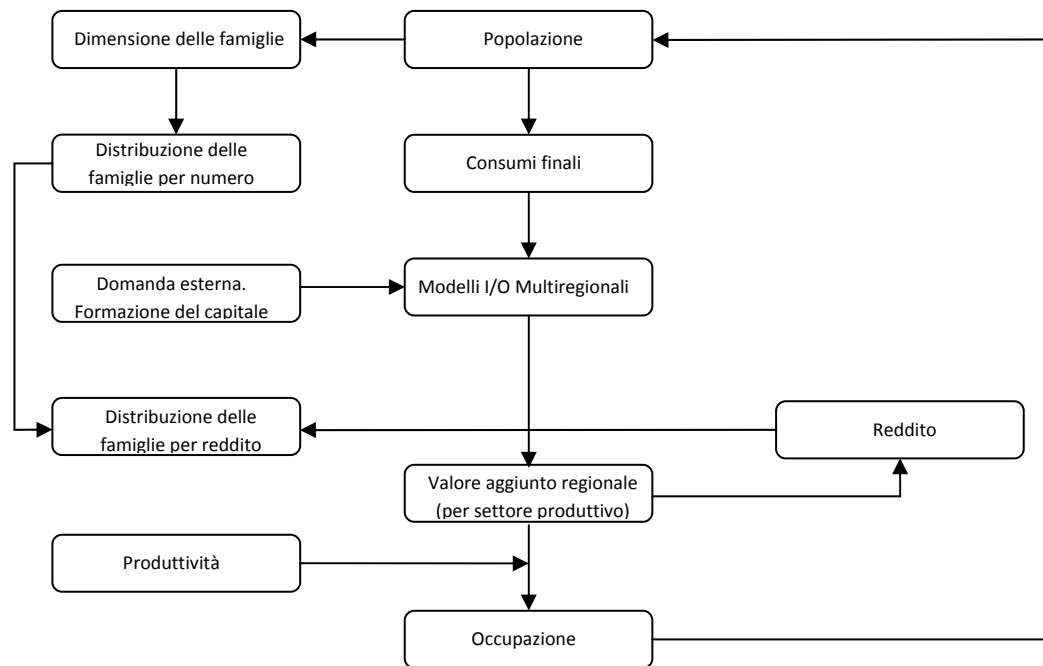 Dimensione delle famiglie
Popolazione
Distribuzione delle
famiglie per numero
Consumi finali
Domanda esterna.
Formazione del capitale
Modelli I/O Multiregionali
Distribuzione delle
famiglie per reddito
Reddito
Valore aggiunto regionale
(per settore produttivo)
Produttività
Occupazione